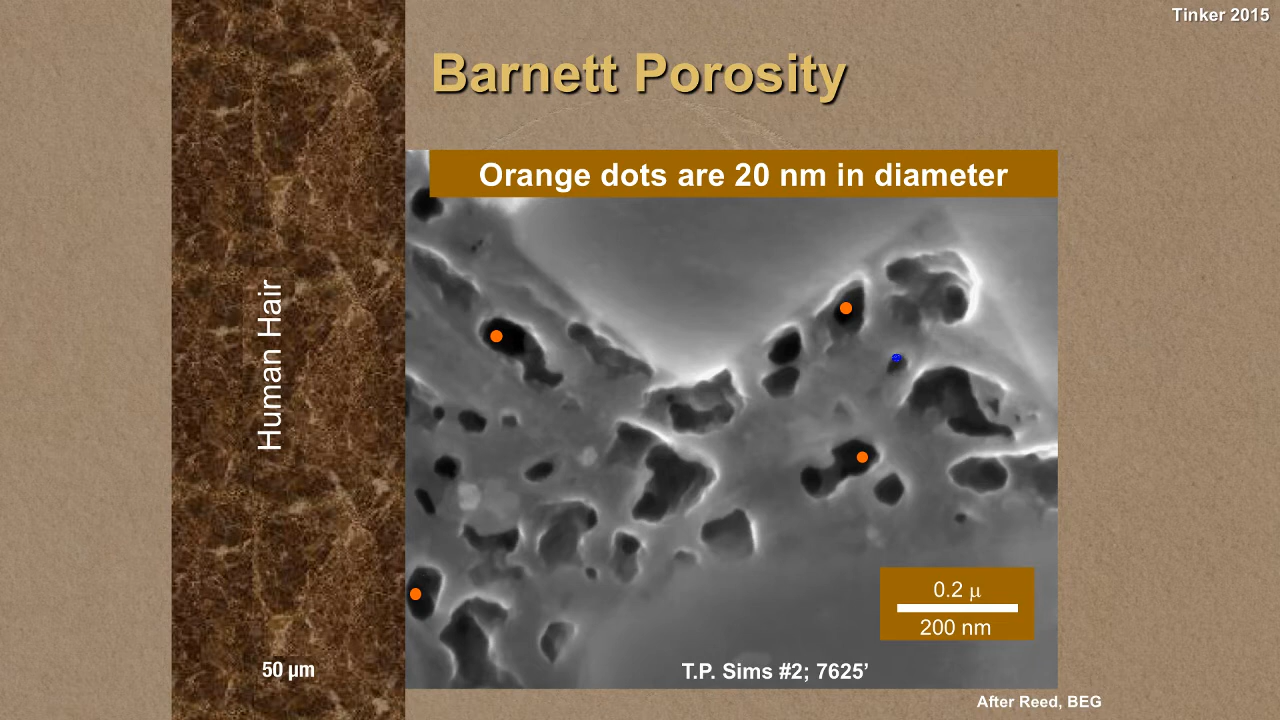 Tinker 2015
Barnett Porosity
Orange dots are 20 nm in diameter
Human Hair
0.2 μ
200 nm
50 µm
T.P. Sims #2; 7625’
After Reed, BEG